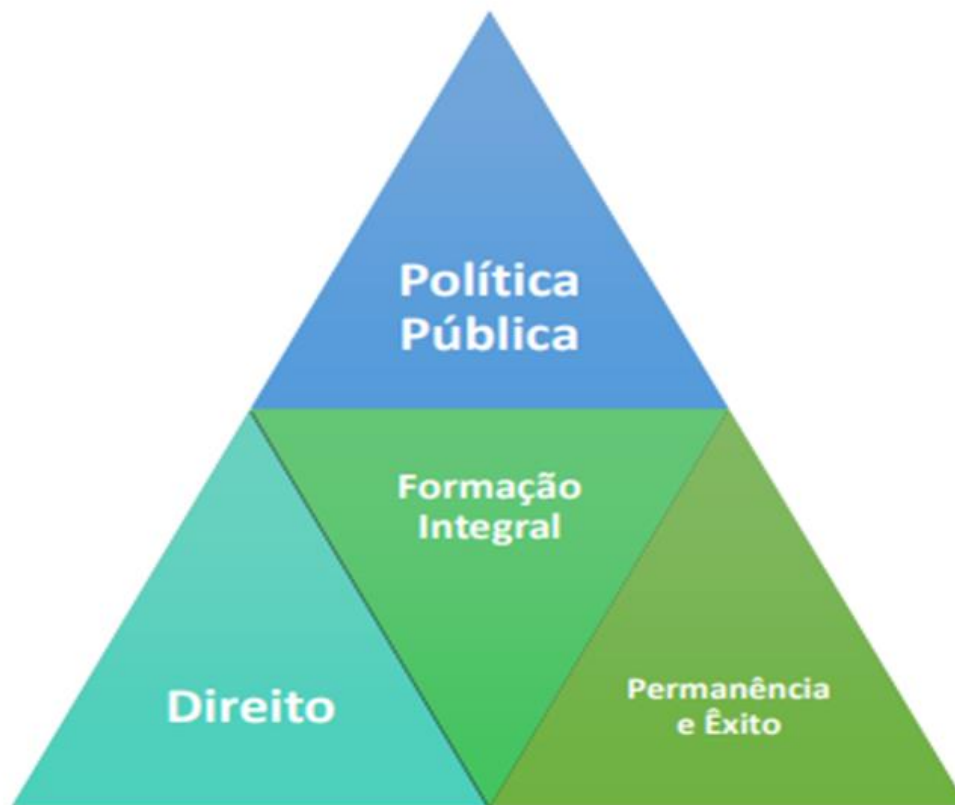 Política
Pública
Formação
Integral
Direito
Permanência
e Êxito